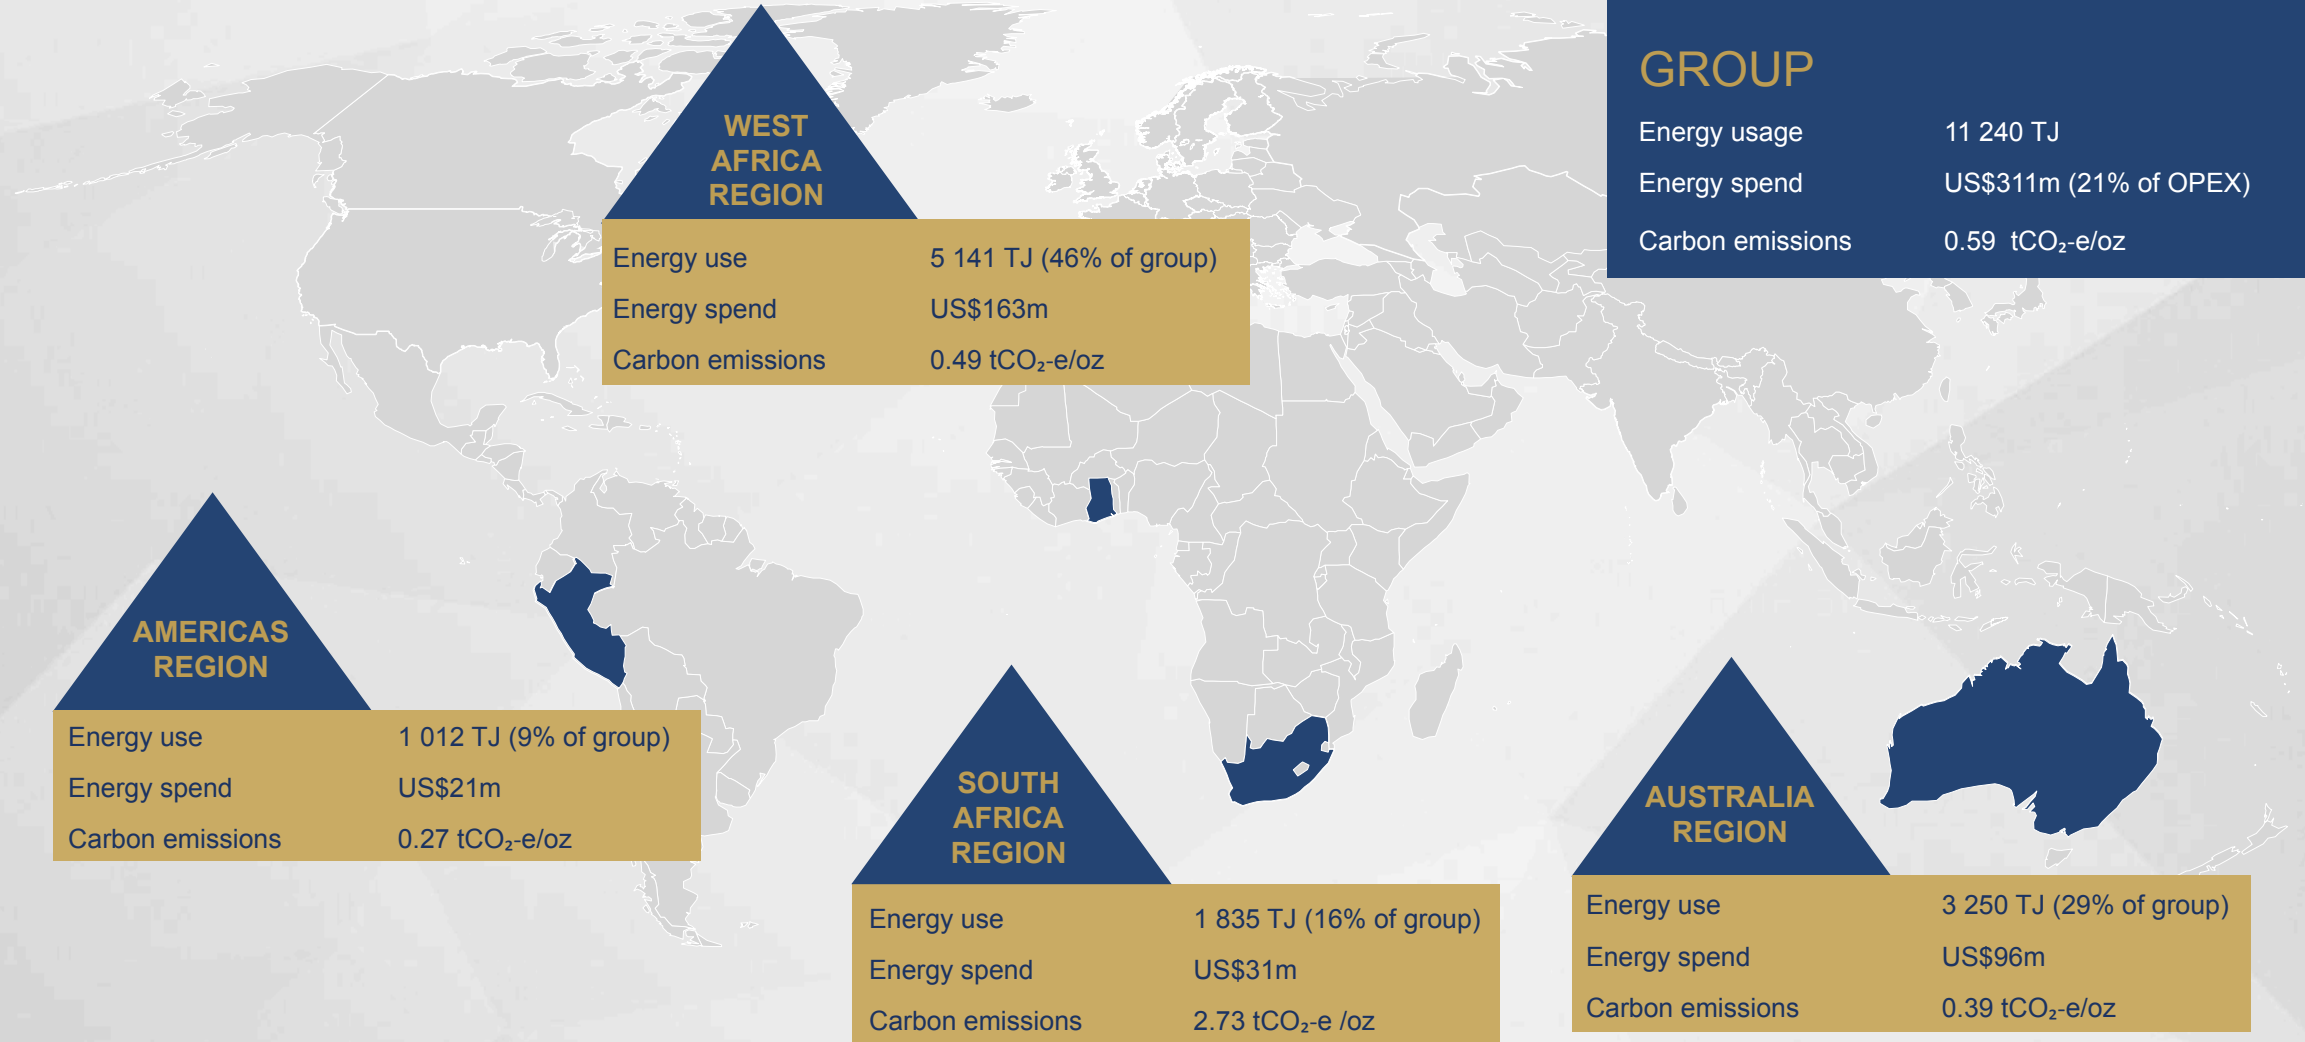 GROUP
Energy usage 11 240 TJ
Energy spend US$311m (21% of OPEX)
Carbon emissions 0.59 tCO₂-e/oz
WEST
AFRICA
REGION
Energy use 5 141 TJ (46% of group)
Energy spend US$163m
Carbon emissions 0.49 tCO₂-e/oz
AMERICAS
REGION
Energy use 1 012 TJ (9% of group)
Energy spend US$21m
Carbon emissions 0.27 tCO₂-e/oz
SOUTH
AFRICA
REGION
Energy use 1 835 TJ (16% of group)
Energy spend US$31m
Carbon emissions 2.73 tCO₂-e /oz
AUSTRALIA
REGION
Energy use 3 250 TJ (29% of group)
Energy spend US$96m
Carbon emissions 0.39 tCO₂-e/oz